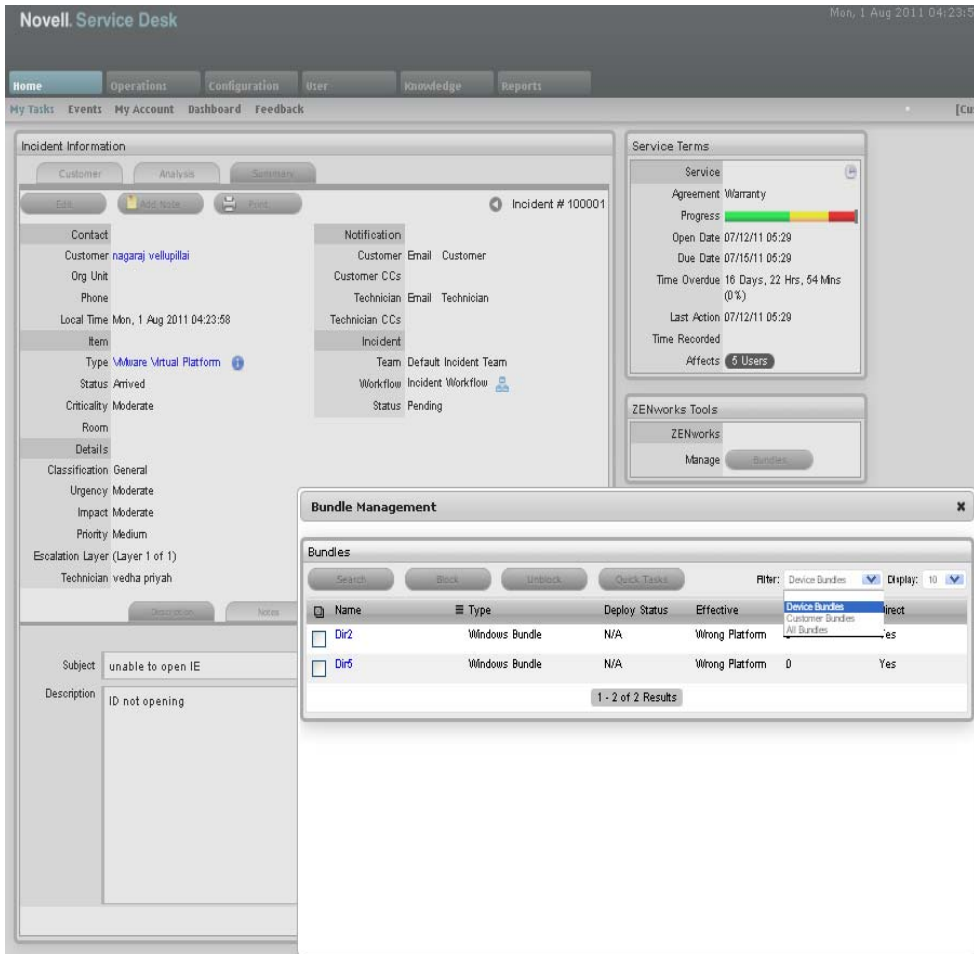 Novell. Service Desk
Mon, 1 Aug 2011 04:23:5
Home Operations Configuration User Knowledge Reports
My Tasks Events My Account Dashboard Feedback
[Cu
Incident Information
Customer Analysis Summary
Edit Add Note Print
Incident # 100001
Contact
Customer nagaraj vellupillai
Org Unit
Phone
Local Time Mon, 1 Aug 2011 04:23:58
Item
Type VMware Virtual Platform
Status Arrived
Criticality Moderate
Room
Details
Classification General
Urgency Moderate
Impact Moderate
Priority Medium
Escalation Layer (Layer 1 of 1)
Technician vedha priyah
Notification
Customer Email Customer
Customer CCs
Technician Email Technician
Technician CCs
Incident
Team Default Incident Team
Workflow Incident Workflow
Status Pending
Description Notes
Subject unable to open IE
Description ID not opening
Service Terms
Service
Agreement Warranty
Progress
Open Date 07/12/11 05:29
Due Date 07/15/11 05:29
Time Overdue 16 Days, 22 Hrs, 54 Mins
(0%)
Last Action 07/12/11 05:29
Time Recorded
Affects 5 Users
ZENworks Tools
ZENworks
Manage Bundles
Bundle Management
Bundles
Search Block Unblock Quick Tasks
Filter: Device Bundles Display: 10
Device Bundles
Customer Bundles
All Bundles
Name Type Deploy Status Effective irect
Dir2 Windows Bundle N/A Wrong Platform es
Dir5 Windows Bundle N/A Wrong Platform 0 Yes
1 - 2 of 2 Results